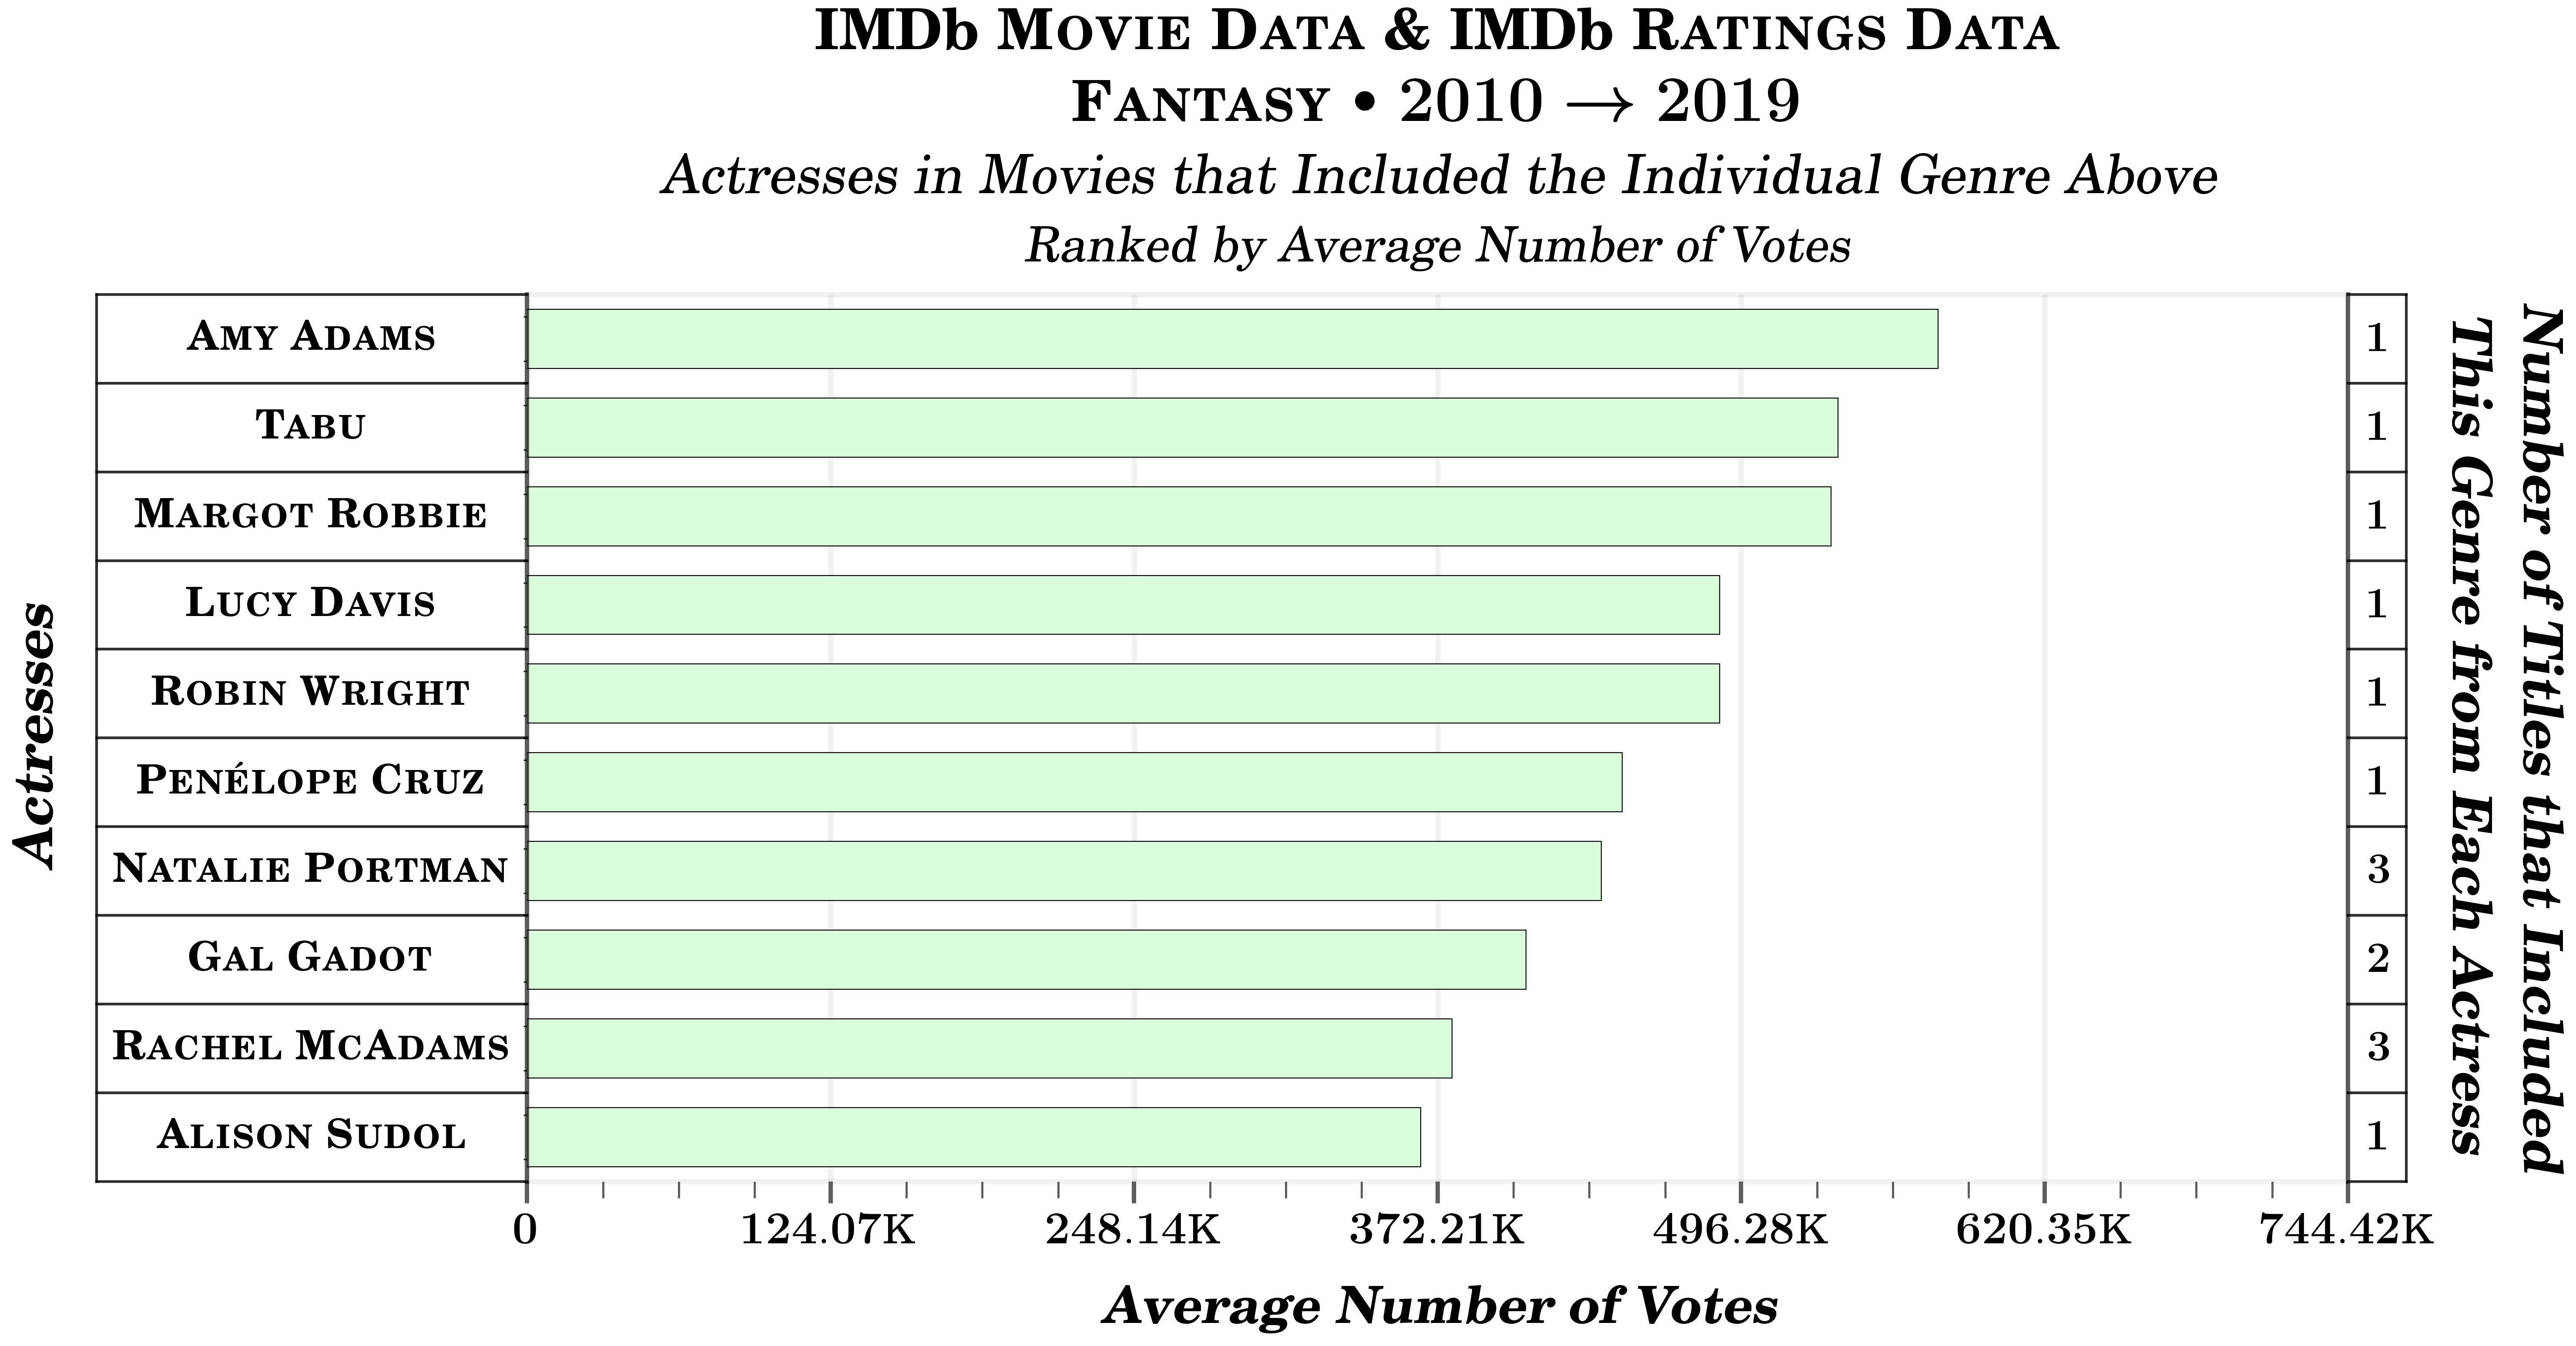 IMDb Movie Data & IMDb Ratings Data
Fantasy • 2010 → 2019
Actresses in Movies that Included the Individual Genre Above
Ranked by Average Number of Votes
Actresses
Amy Adams 1
Tabu 1
Margot Robbie 1
Lucy Davis 1
Robin Wright 1
Penélope Cruz 1
Natalie Portman 3
Gal Gadot 2
Rachel McAdams 3
Alison Sudol 1
Number of Titles that Included
This Genre from Each Actress
0 124.07K 248.14K 372.21K 496.28K 620.35K 744.42K
Average Number of Votes